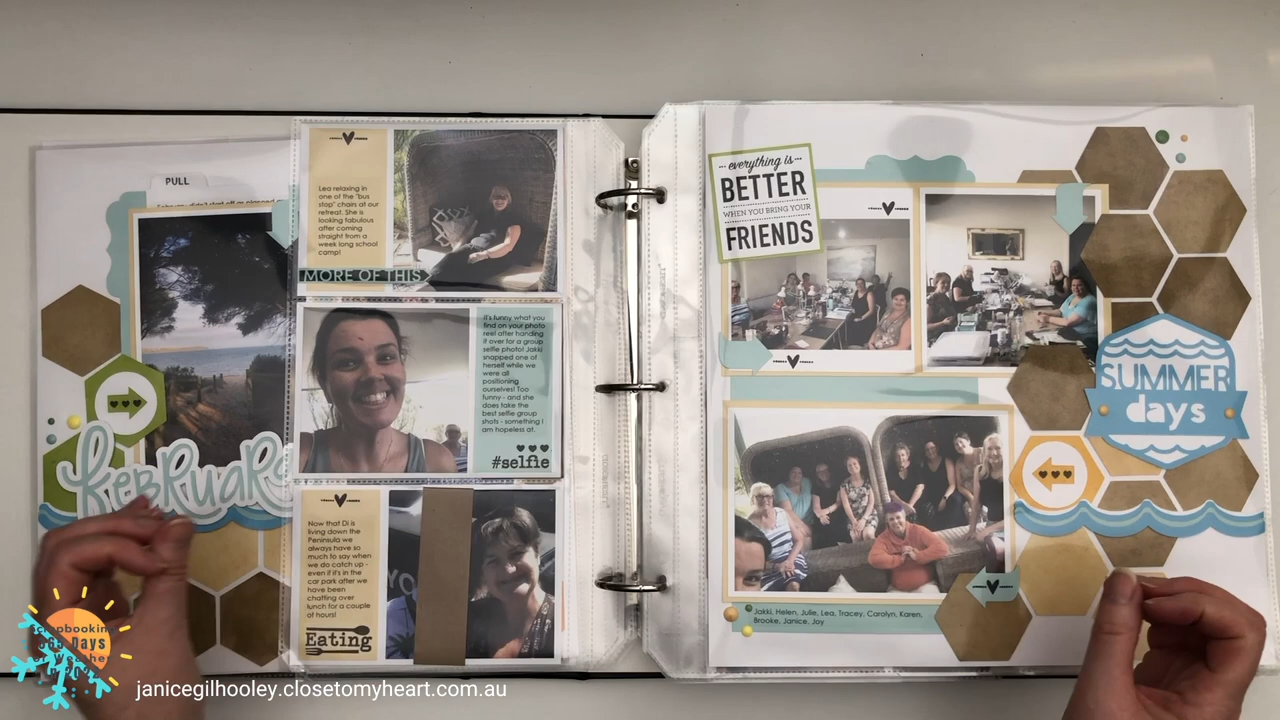 PULL
february
Lea relaxing in
one of the "bus
stop" chain at our
retreat. She is
looking fabulous
after coming
straight from a
week long school
camp!
MORE OF THIS
It's funny what you
find on your photo
reel after handing
if over for a group
selfie photo! Jakki
snapped one of
herself while we
were all
positioning
ourselves! Too
funny - and she
does take the
best selfie group
shots - something I
am hopeless at.
#selfie
Now that Di is
living down the
Peninsula we
always have so
much to say when
we do catch up -
even if it's in the
car park after we
have been
chatting over
lunch for a couple
of hours!
Eating
everything is
BETTER
WHEN YOU BRING YOUR
FRIENDS
SUMMER
days
Jakki, Helen, Julie, Lea, Tracey, Carolyn, Karen,
Brooke, Janice, Joy
janicegilhooley.closetomyheart.com.au